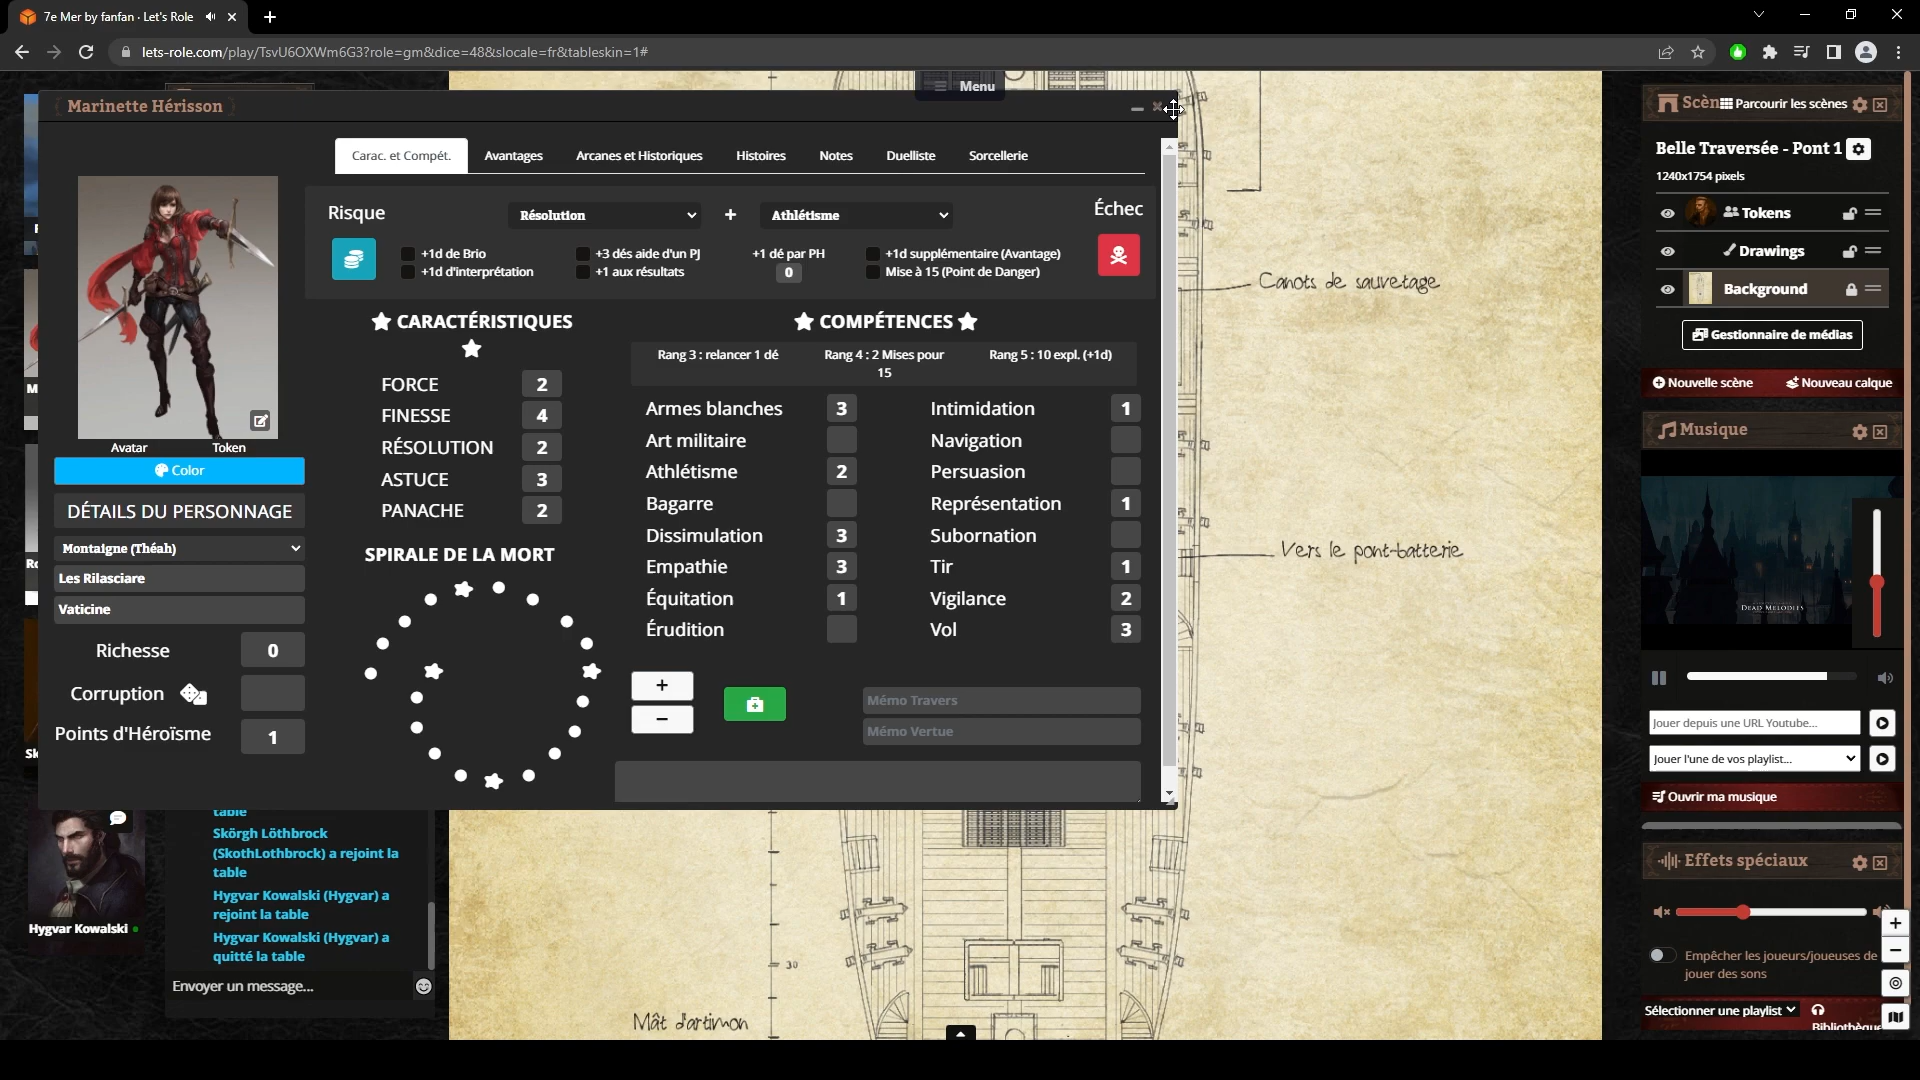 7e Mer by fanfan · Let's Role
lets-role.com/play/TsvU6OXWm6G3?role=gm&dice=48&slocale=fr&tableskin=1#
Menu
Marinette Hérisson
Carac. et Compét.
Avantages
Arcanes et Historiques
Histoires
Notes
Duelliste
Sorcellerie
Risque
Résolution
+
Athlétisme
Échec
+1d de Brio
+1d d'interprétation
+3 dés aide d'un PJ
+1 aux résultats
+1 dé par PH
0
+1d supplémentaire (Avantage)
Mise à 15 (Point de Danger)
Avatar
Token
Color
DÉTAILS DU PERSONNAGE
Montaigne (Théah)
Les Rilasciare
Vaticine
Richesse 0
Corruption
Points d'Héroïsme 1
CARACTÉRISTIQUES
FORCE 2
FINESSE 4
RÉSOLUTION 2
ASTUCE 3
PANACHE 2
SPIRALE DE LA MORT
COMPÉTENCES
Rang 3 : relancer 1 dé
Rang 4 : 2 Mises pour
15
Rang 5 : 10 expl. (+1d)
Armes blanches 3
Art militaire
Athlétisme 2
Bagarre
Dissimulation 3
Empathie 3
Équitation 1
Érudition
Intimidation 1
Navigation
Persuasion
Représentation 1
Subornation
Tir 1
Vigilance 2
Vol 3
+
−
Mémo Travers
Mémo Vertue
table
Skörgh Löthbrock
(SkothLothbrock) a rejoint la
table
Hygvar Kowalski (Hygvar) a
rejoint la table
Hygvar Kowalski (Hygvar) a
quitté la table
Envoyer un message...
Hygvar Kowalski
Canots de sauvetage
Vers le pont-batterie
30
Mât d'artimon
Scèn
Parcourir les scènes
Belle Traversée - Pont 1
1240x1754 pixels
Tokens
Drawings
Background
Gestionnaire de médias
Nouvelle scène
Nouveau calque
Musique
DEAD MELODIES
Jouer depuis une URL Youtube...
Jouer l'une de vos playlist...
Ouvrir ma musique
Effets spéciaux
Empêcher les joueurs/joueuses de
jouer des sons
Sélectionner une playlist
Bibliothèque
+
−